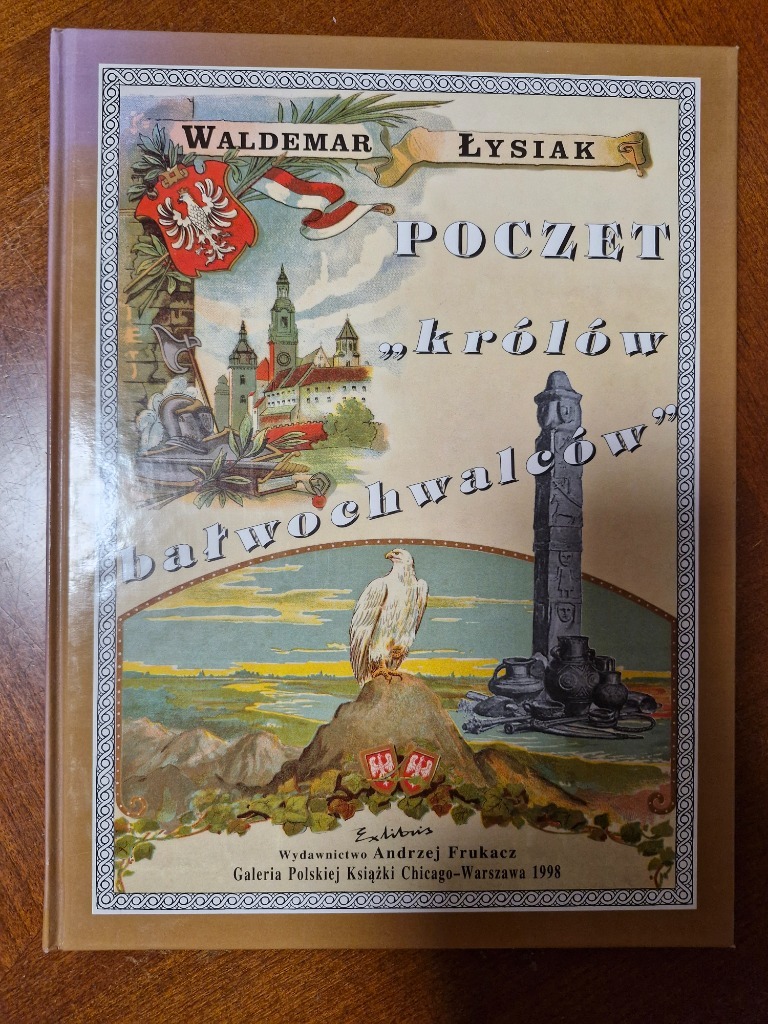 WALDEMAR ŁYSIAK
POCZET
„królów
bałwochwalców”
Exlibris
Wydawnictwo Andrzej Frukacz
Galeria Polskiej Książki Chicago–Warszawa 1998